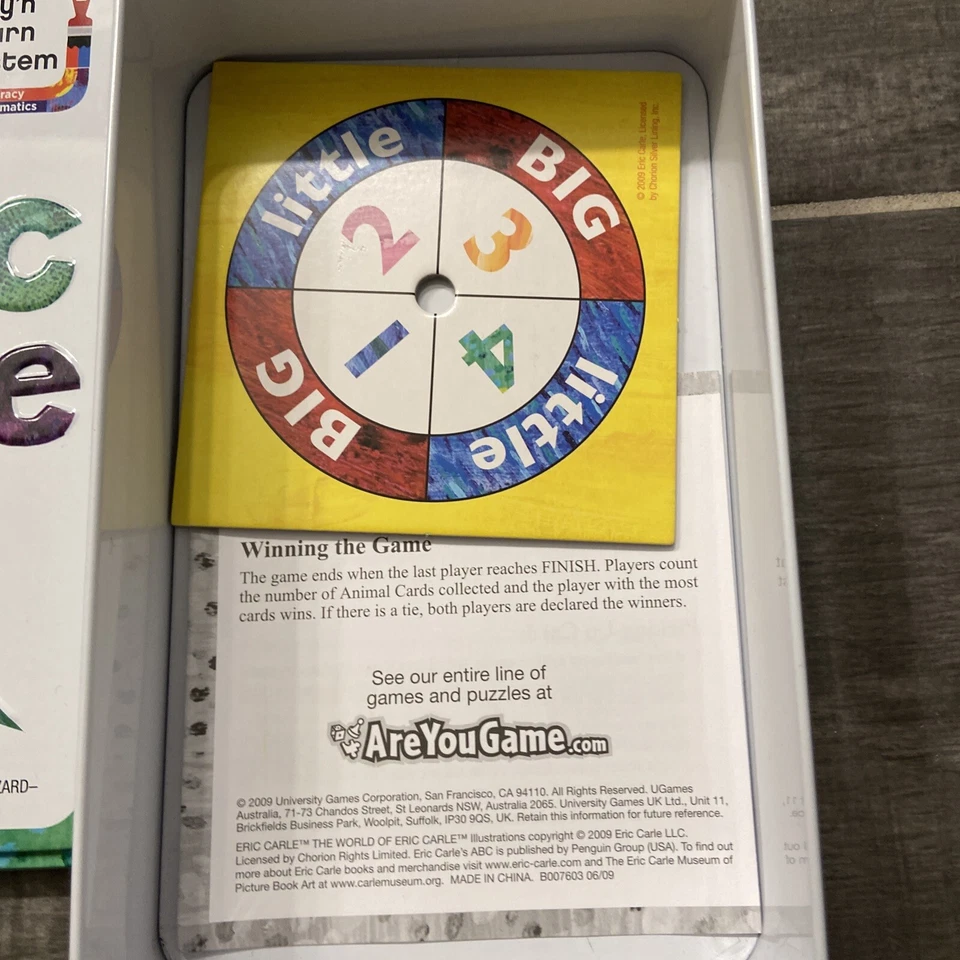 y'n
urn
tem
racy
matics
c
e
ZARD–
little
BIG
2
3
1
4
BIG
little
© 2009 Eric Carle. Licensed
by Chorion Silver Lining, Inc.
Winning the Game
The game ends when the last player reaches FINISH. Players count
the number of Animal Cards collected and the player with the most
cards wins. If there is a tie, both players are declared the winners.
See our entire line of
games and puzzles at
AreYouGame.com
© 2009 University Games Corporation, San Francisco, CA 94110. All Rights Reserved. UGames
Australia, 71-73 Chandos Street, St Leonards NSW, Australia 2065. University Games UK Ltd., Unit 11,
Brickfields Business Park, Woolpit, Suffolk, IP30 9QS, UK. Retain this information for future reference.
ERIC CARLE™ THE WORLD OF ERIC CARLE™ Illustrations copyright © 2009 Eric Carle LLC.
Licensed by Chorion Rights Limited. Eric Carle's ABC is published by Penguin Group (USA). To find out
more about Eric Carle books and merchandise visit www.eric-carle.com and The Eric Carle Museum of
Picture Book Art at www.carlemuseum.org. MADE IN CHINA. B007603 06/09